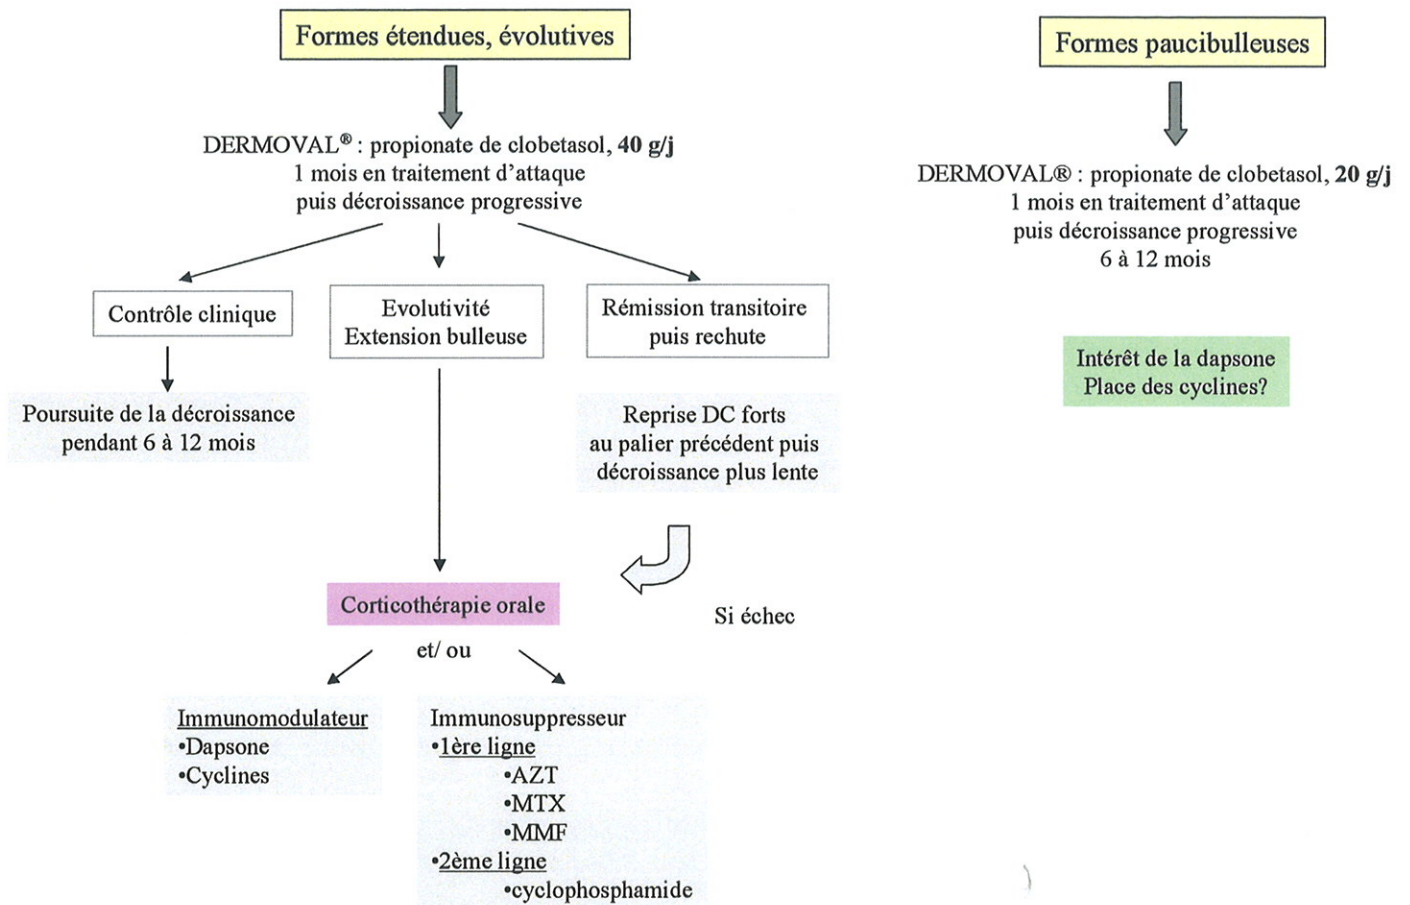 Formes étendues, évolutives
DERMOVAL® : propionate de clobetasol, 40 g/j
1 mois en traitement d’attaque
puis décroissance progressive
Contrôle clinique
Poursuite de la décroissance
pendant 6 à 12 mois
Evolutivité
Extension bulleuse
Rémission transitoire
puis rechute
Reprise DC forts
au palier précédent puis
décroissance plus lente
Si échec
Corticothérapie orale
et/ ou
Immunomodulateur
•Dapsone
•Cyclines
Immunosuppresseur
•1ère ligne
•AZT
•MTX
•MMF
•2ème ligne
•cyclophosphamide
Formes paucibulleuses
DERMOVAL® : propionate de clobetasol, 20 g/j
1 mois en traitement d’attaque
puis décroissance progressive
6 à 12 mois
Intérêt de la dapsone
Place des cyclines?